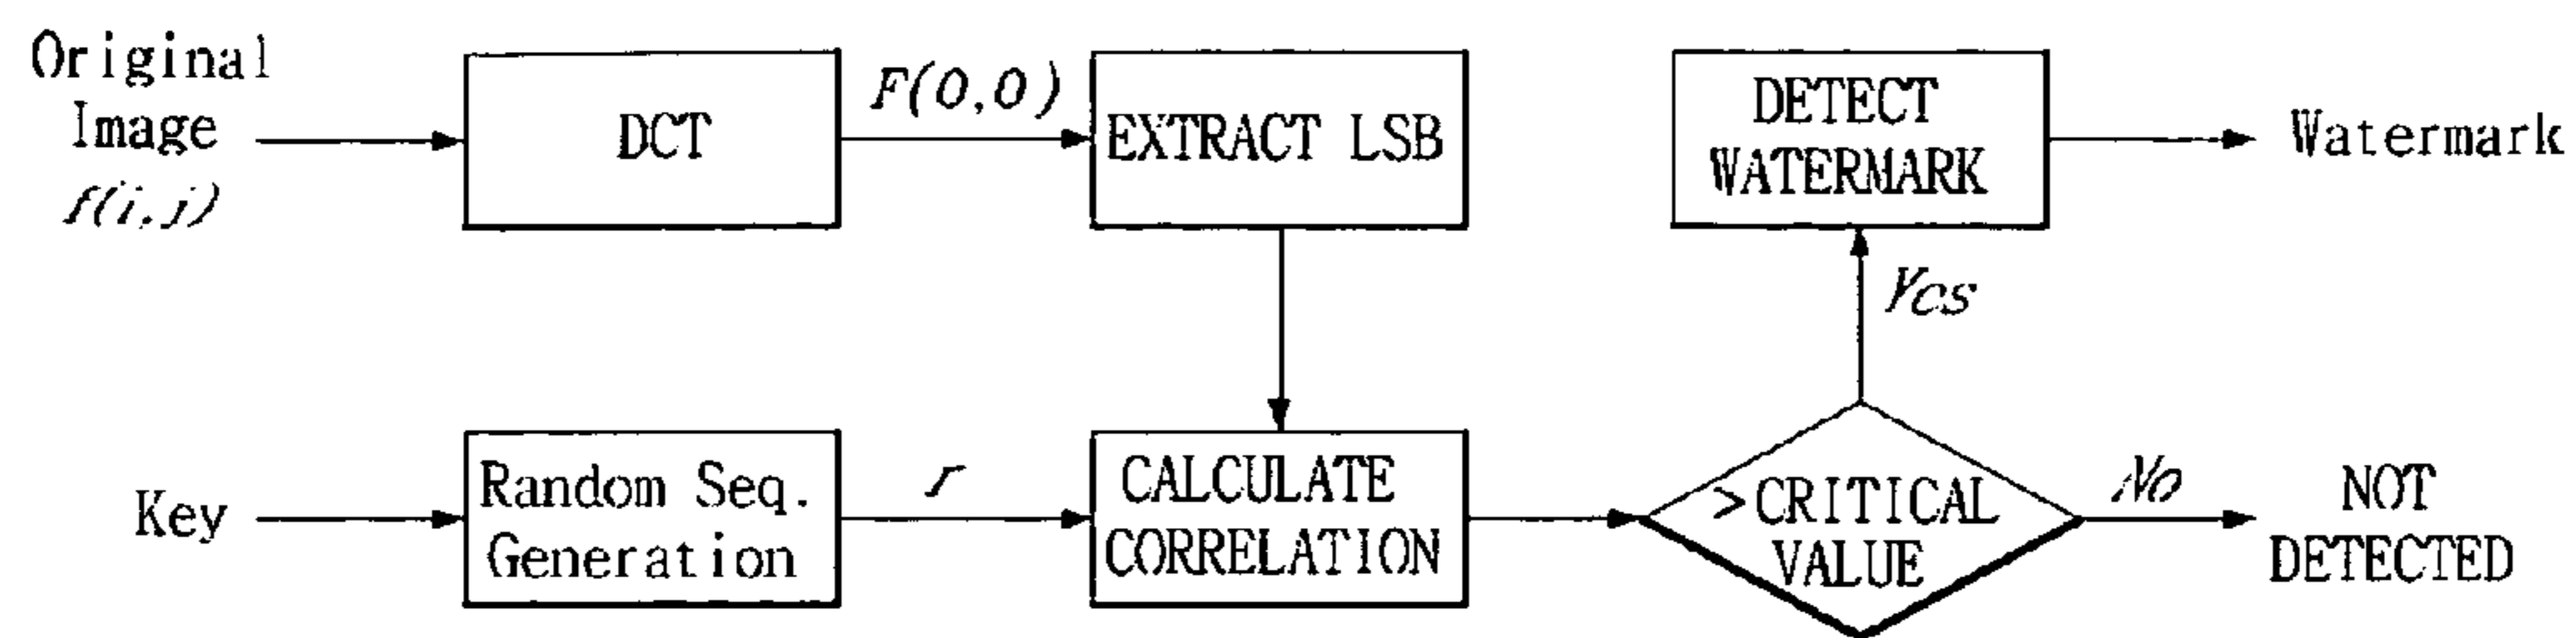 Original
Image
f(i,j)
DCT
F(0,0)
EXTRACT LSB
DETECT
WATERMARK
Watermark
Yes
Key
Random Seq.
Generation
r
CALCULATE
CORRELATION
>CRITICAL
VALUE
No
NOT
DETECTED